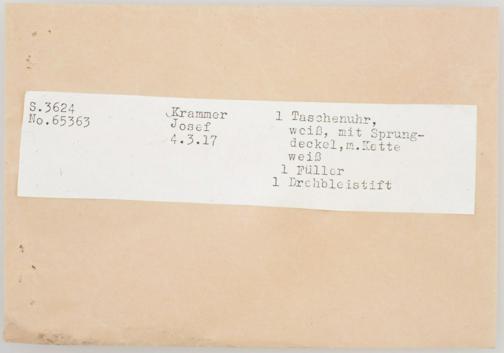 S.3624
No.65363
Krammer
Josef
4.3.17
1 Taschenuhr,
weiß, mit Sprung-
deckel,m.Kette
weiß
1 Füller
1 Drehbleistift